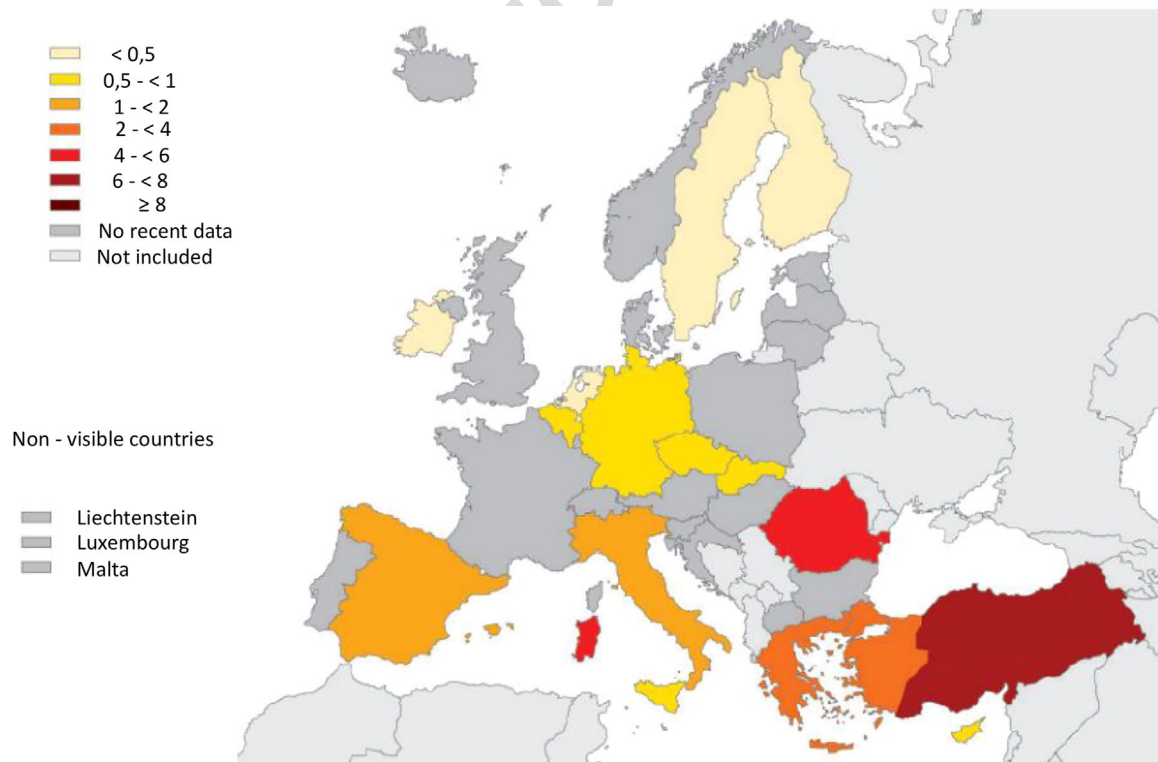 < 0,5
0,5 - < 1
1 - < 2
2 - < 4
4 - < 6
6 - < 8
≥ 8
No recent data
Not included
Non - visible countries
Liechtenstein
Luxembourg
Malta